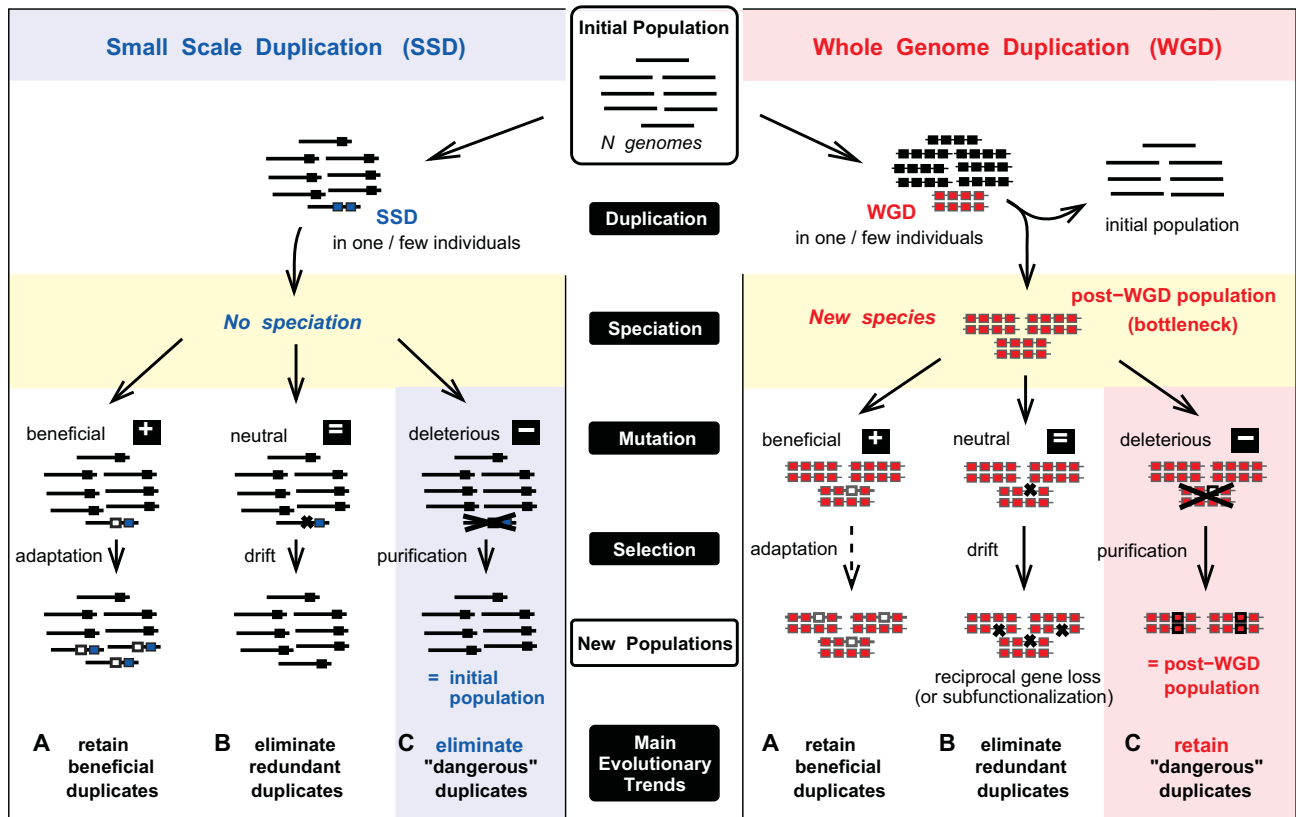 Small Scale Duplication (SSD)
Initial Population
N genomes
Whole Genome Duplication (WGD)
SSD
in one / few individuals
Duplication
WGD
in one / few individuals
initial population
No speciation
Speciation
New species
post−WGD population
(bottleneck)
beneficial +
neutral =
deleterious −
Mutation
beneficial +
neutral =
deleterious −
adaptation
drift
purification
Selection
adaptation
drift
purification
= initial
population
New Populations
reciprocal gene loss
(or subfunctionalization)
= post−WGD
population
A retain
beneficial
duplicates
B eliminate
redundant
duplicates
C eliminate
"dangerous"
duplicates
Main
Evolutionary
Trends
A retain
beneficial
duplicates
B eliminate
redundant
duplicates
C retain
"dangerous"
duplicates